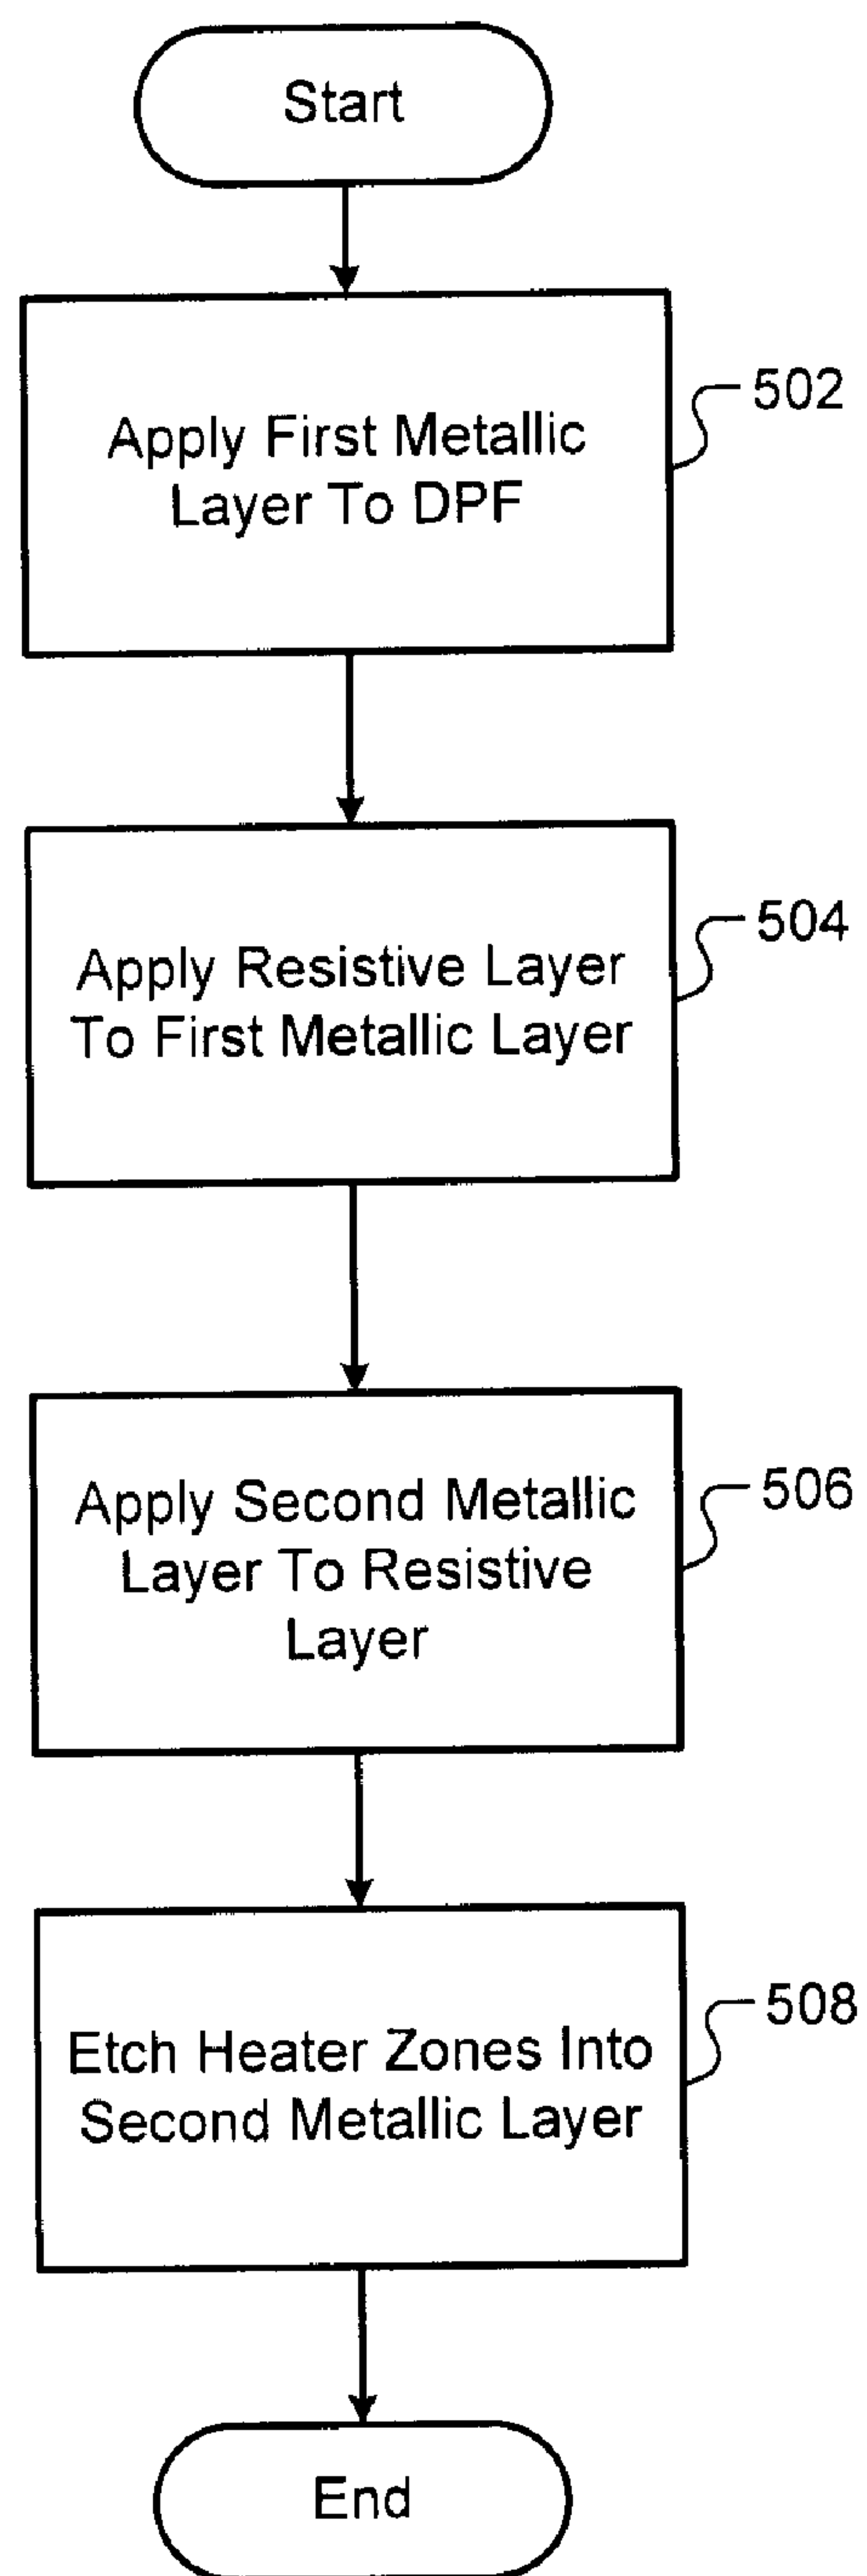 Start
Apply First Metallic
Layer To DPF
502
Apply Resistive Layer
To First Metallic Layer
504
Apply Second Metallic
Layer To Resistive
Layer
506
Etch Heater Zones Into
Second Metallic Layer
508
End